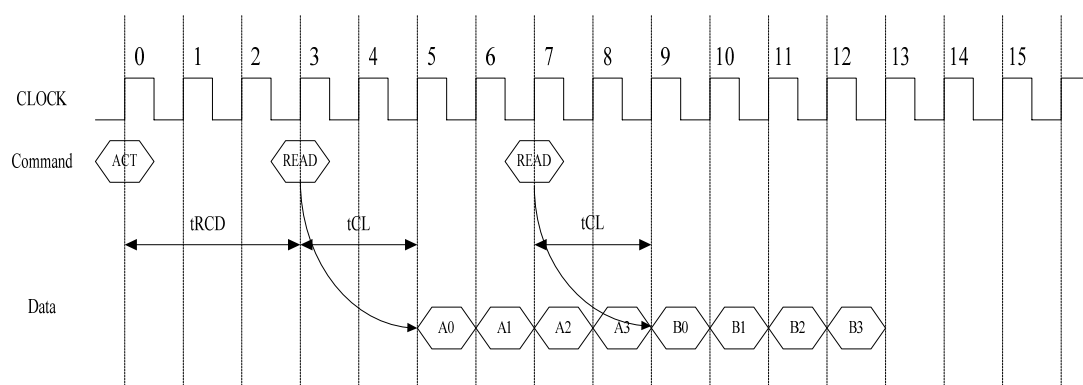 0 1 2 3 4 5 6 7 8 9 10 11 12 13 14 15
CLOCK
Command ACT READ READ
tRCD tCL tCL
Data A0 A1 A2 A3 B0 B1 B2 B3